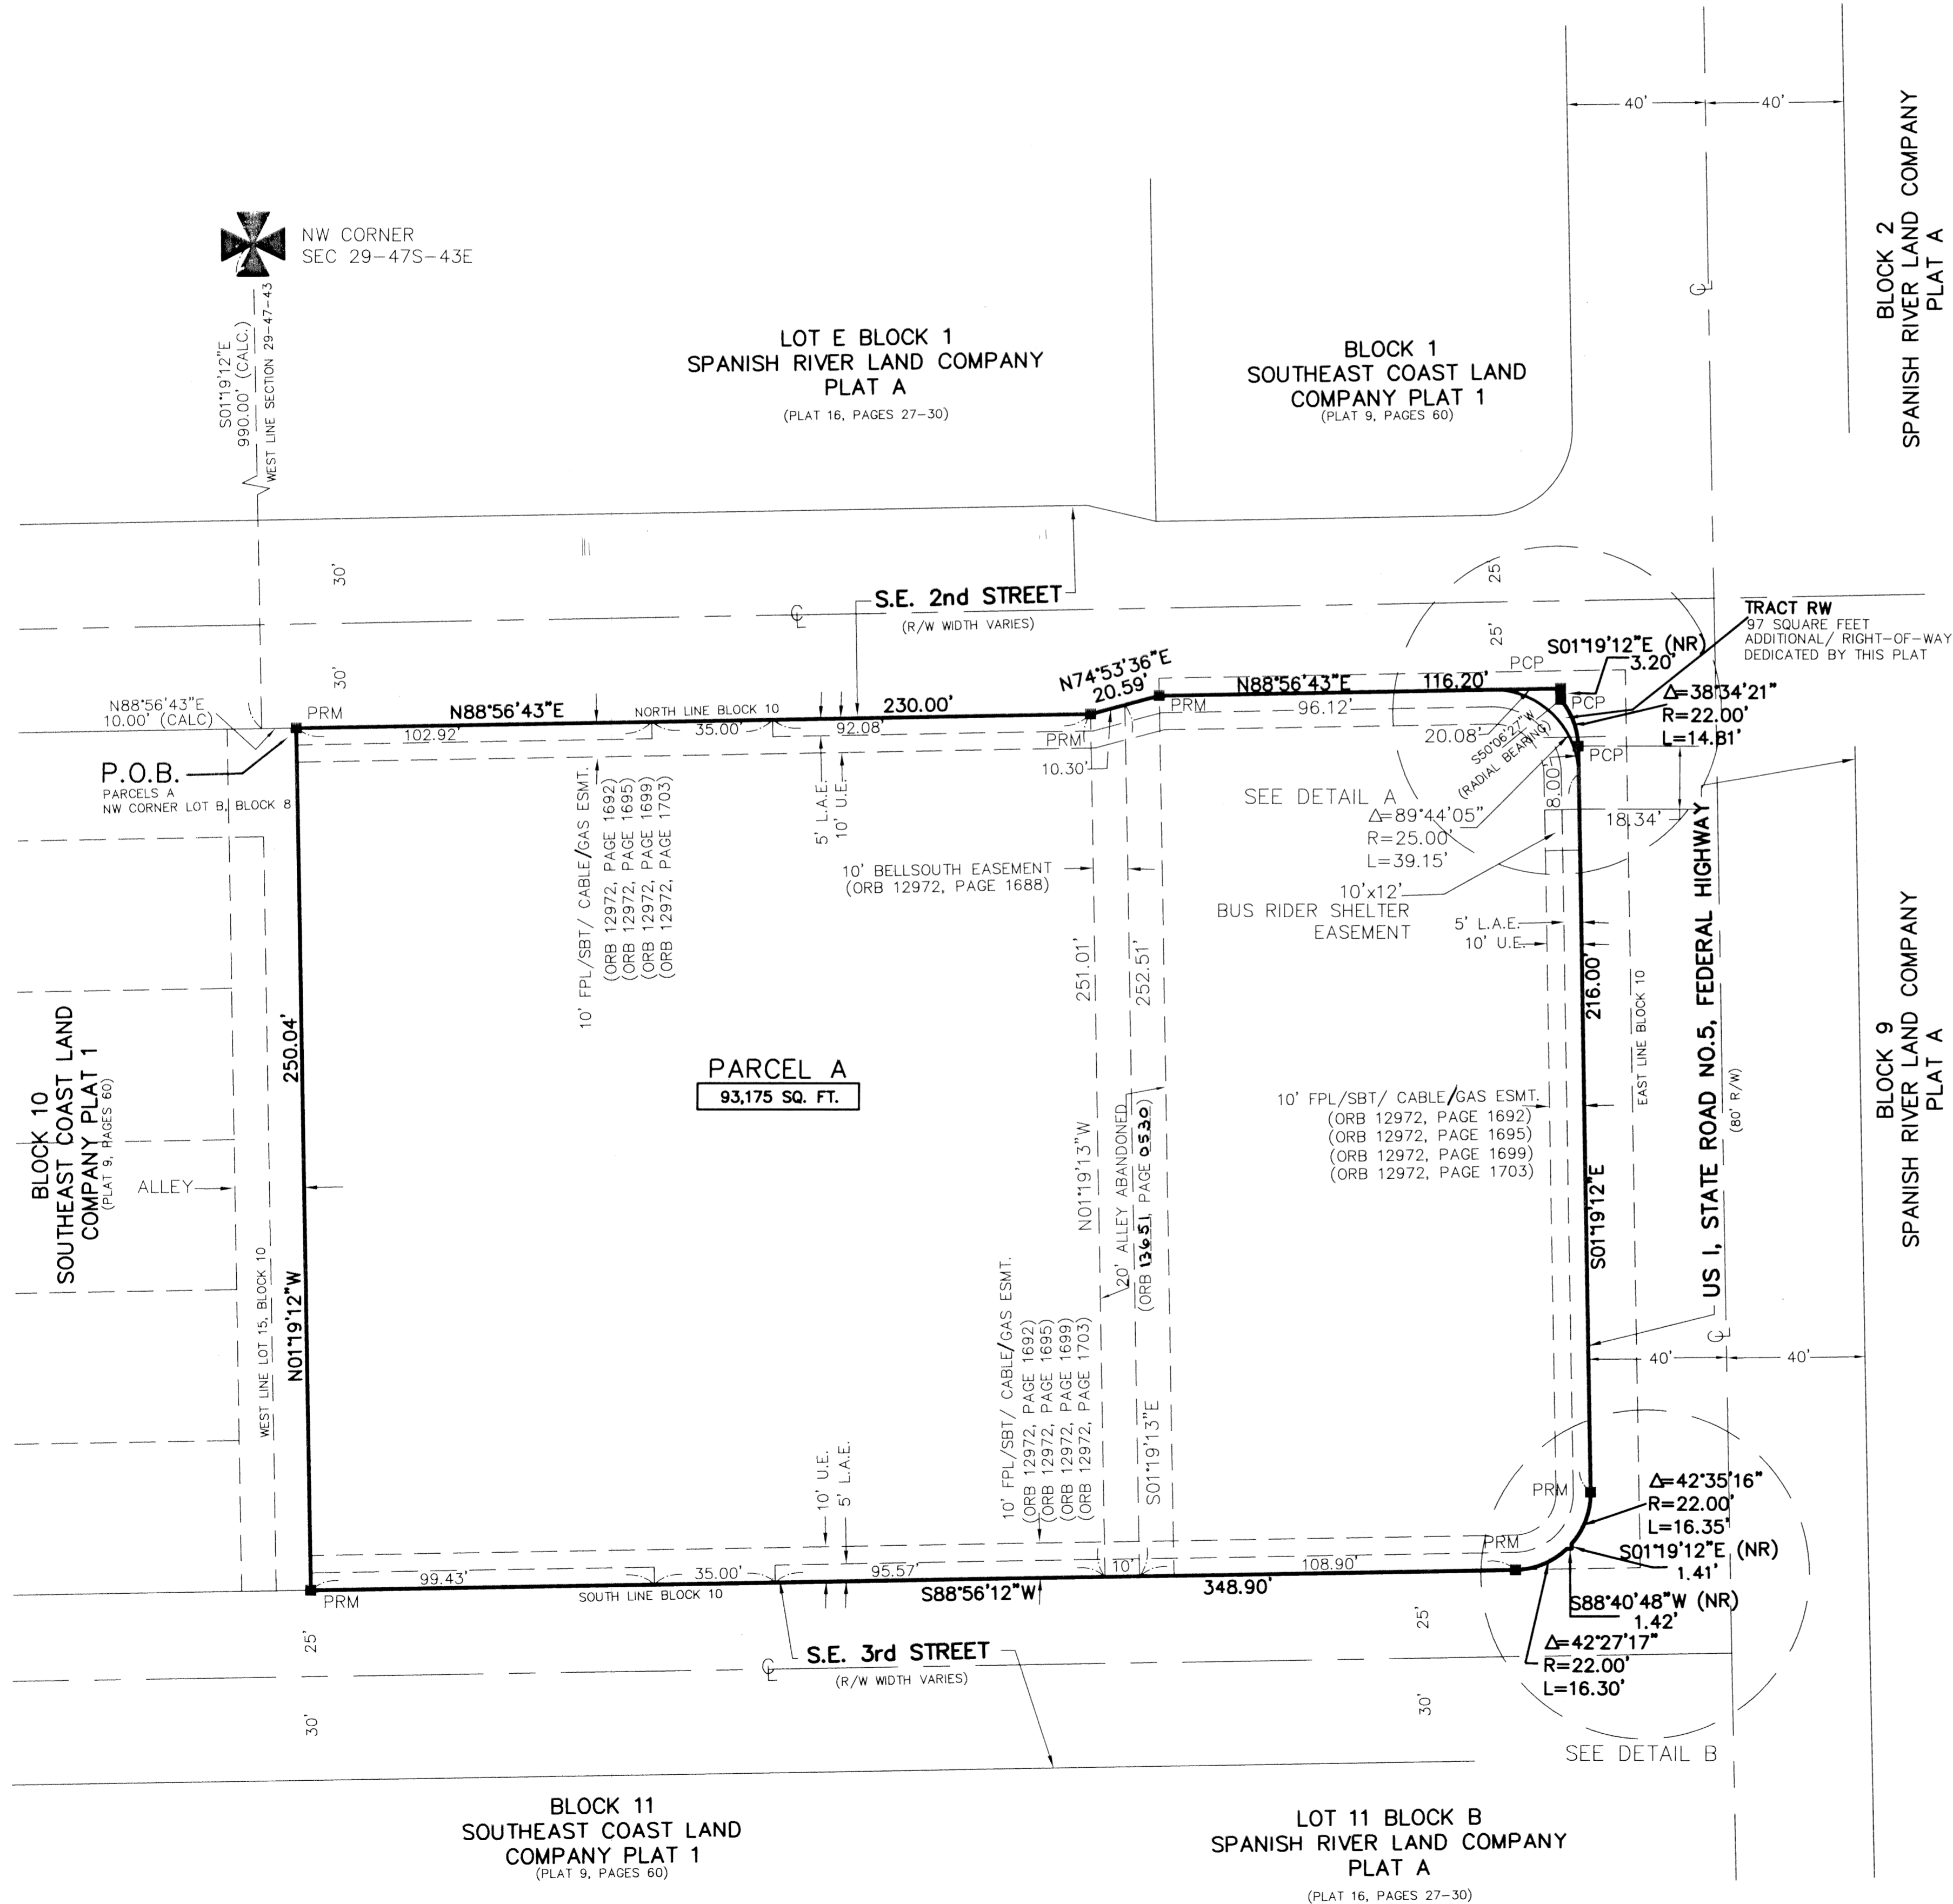 40'
40'
BLOCK 2
SPANISH RIVER LAND COMPANY
PLAT A
NW CORNER
SEC 29-47S-43E
S01°19'12"E
990.00' (CALC.)
WEST LINE SECTION 29-47-43
LOT E BLOCK 1
SPANISH RIVER LAND COMPANY
PLAT A
(PLAT 16, PAGES 27-30)
BLOCK 1
SOUTHEAST COAST LAND
COMPANY PLAT 1
(PLAT 9, PAGES 60)
30'
30'
S.E. 2nd STREET
(R/W WIDTH VARIES)
25'
25'
TRACT RW
97 SQUARE FEET
ADDITIONAL/ RIGHT-OF-WAY
DEDICATED BY THIS PLAT
S01°19'12"E (NR)
3.20'
PCP
PCP
PCP
Δ=38°34'21"
R=22.00'
L=14.81'
N88°56'43"E
10.00' (CALC)
PRM
N88°56'43"E
NORTH LINE BLOCK 10
230.00'
102.92'
35.00'
92.08'
N74°53'36"E
20.59'
PRM
PRM
10.30'
N88°56'43"E
116.20'
96.12'
20.08'
S50°06'27"W
(RADIAL BEARING)
P.O.B.
PARCELS A
NW CORNER LOT B, BLOCK 8
10' FPL/SBT/ CABLE/GAS ESMT.
(ORB 12972, PAGE 1692)
(ORB 12972, PAGE 1695)
(ORB 12972, PAGE 1699)
(ORB 12972, PAGE 1703)
5' L.A.E.
10' U.E.
SEE DETAIL A
Δ=89°44'05"
R=25.00'
L=39.15'
8.00'
18.34'
10' BELLSOUTH EASEMENT
(ORB 12972, PAGE 1688)
10'x12'
BUS RIDER SHELTER
EASEMENT
5' L.A.E.
10' U.E.
251.01'
252.51'
N01°19'13"W
20' ALLEY ABANDONED
(ORB 13651, PAGE 0530)
S01°19'13"E
216.00'
S01°19'12"E
EAST LINE BLOCK 10
US 1, STATE ROAD NO.5, FEDERAL HIGHWAY
(80' R/W)
BLOCK 9
SPANISH RIVER LAND COMPANY
PLAT A
BLOCK 10
SOUTHEAST COAST LAND
COMPANY PLAT 1
(PLAT 9, PAGES 60)
ALLEY
WEST LINE LOT 15, BLOCK 10
250.04'
N01°19'12"W
PARCEL A
93,175 SQ. FT.
10' FPL/SBT/ CABLE/GAS ESMT.
(ORB 12972, PAGE 1692)
(ORB 12972, PAGE 1695)
(ORB 12972, PAGE 1699)
(ORB 12972, PAGE 1703)
10' FPL/SBT/ CABLE/GAS ESMT.
(ORB 12972, PAGE 1692)
(ORB 12972, PAGE 1695)
(ORB 12972, PAGE 1699)
(ORB 12972, PAGE 1703)
40'
40'
10' U.E.
5' L.A.E.
PRM
Δ=42°35'16"
R=22.00'
L=16.35'
PRM
S01°19'12"E (NR)
1.41'
S88°40'48"W (NR)
1.42'
Δ=42°27'17"
R=22.00'
L=16.30'
99.43'
35.00'
95.57'
10'
108.90'
PRM
SOUTH LINE BLOCK 10
S88°56'12"W
348.90'
25'
30'
S.E. 3rd STREET
(R/W WIDTH VARIES)
25'
30'
SEE DETAIL B
BLOCK 11
SOUTHEAST COAST LAND
COMPANY PLAT 1
(PLAT 9, PAGES 60)
LOT 11 BLOCK B
SPANISH RIVER LAND COMPANY
PLAT A
(PLAT 16, PAGES 27-30)